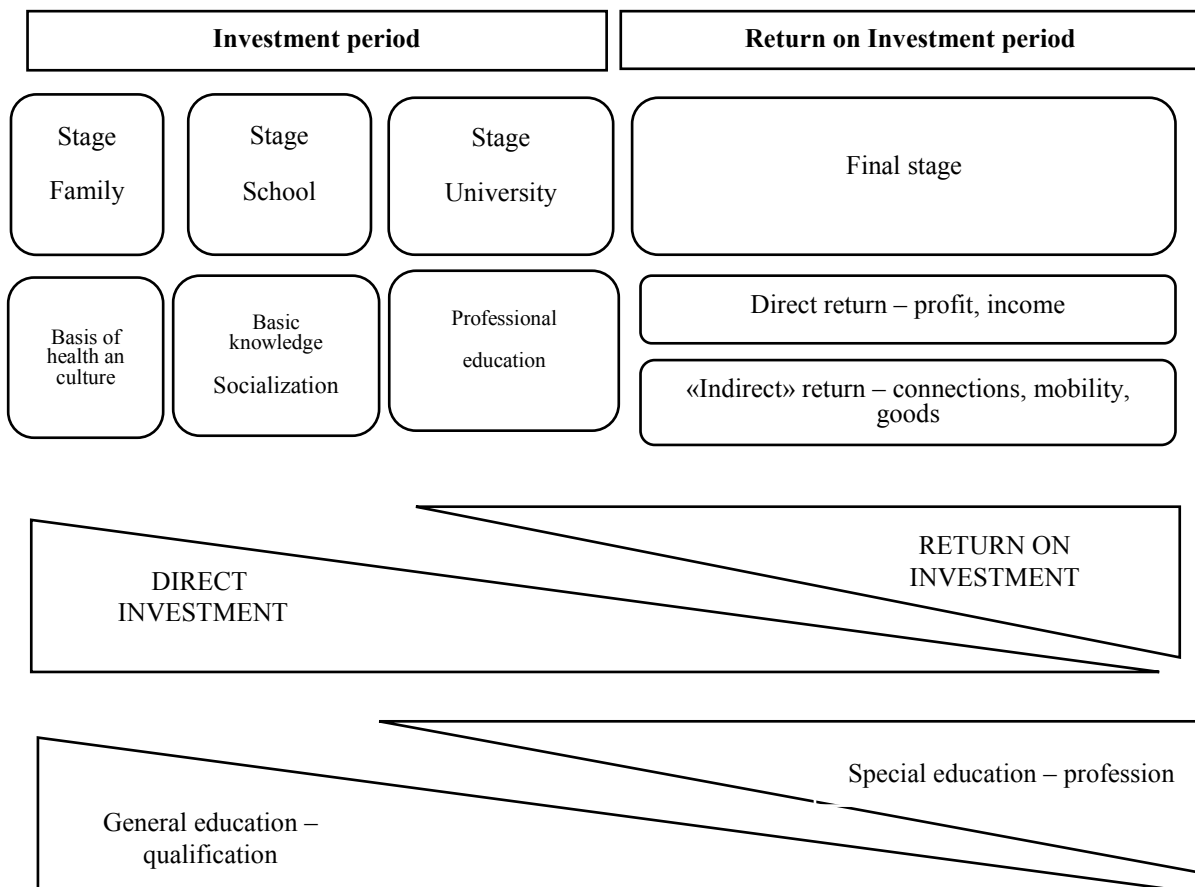 Investment period
Return on Investment period
Stage
Family
Stage
School
Stage
University
Final stage
Basis of
health an
culture
Basic
knowledge
Socialization
Professional
education
Direct return – profit, income
«Indirect» return – connections, mobility,
goods
DIRECT
INVESTMENT
RETURN ON
INVESTMENT
General education –
qualification
Special education – profession